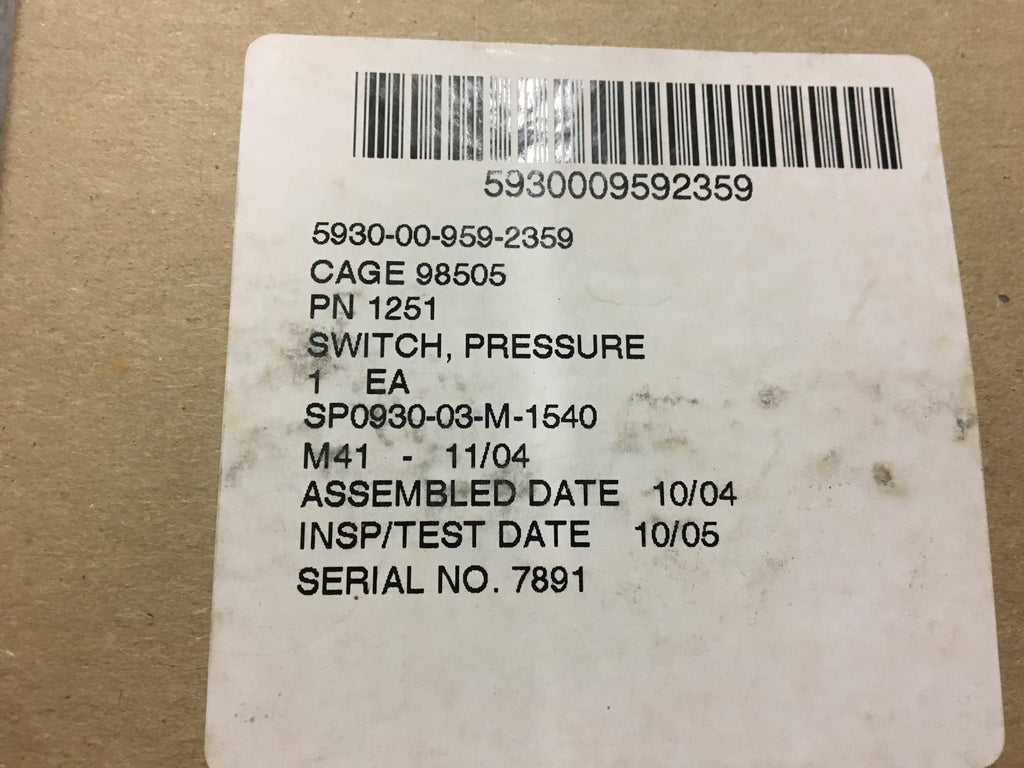 5930009592359
5930-00-959-2359
CAGE 98505
PN 1251
SWITCH, PRESSURE
1 EA
SP0930-03-M-1540
M41 - 11/04
ASSEMBLED DATE 10/04
INSP/TEST DATE 10/05
SERIAL NO. 7891